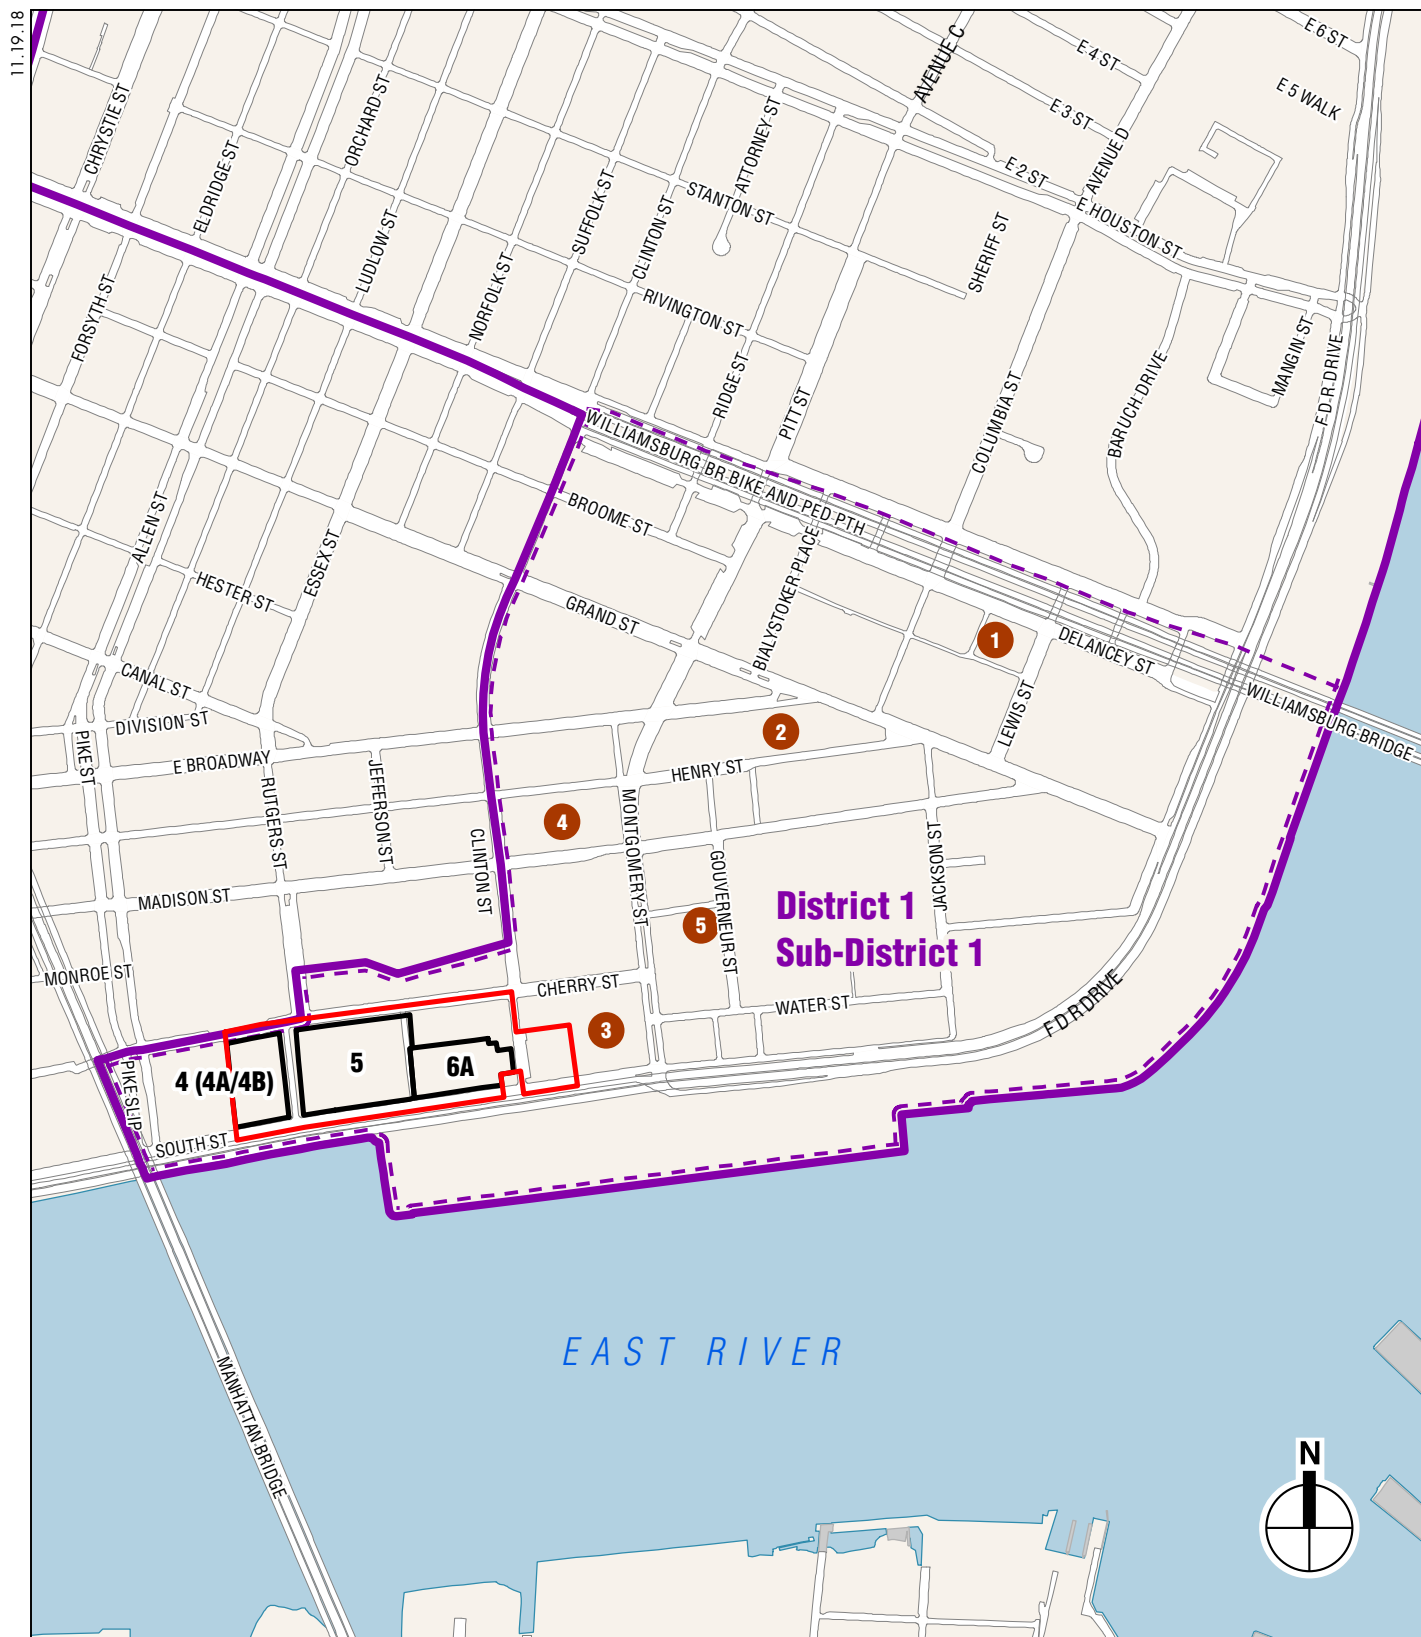 11.19.18
E 6 ST
AVENUE C
E 4 ST
E 5 WALK
E 3 ST
CHRYSTIE ST
ORCHARD ST
ATTORNEY ST
E 2 ST
AVENUE D
ELDRIDGE ST
SUFFOLK ST
CLINTON ST
STANTON ST
E HOUSTON ST
SHERIFF ST
LUDLOW ST
NORFOLK ST
FORSYTH ST
RIVINGTON ST
MANGIN ST
F D R DRIVE
RIDGE ST
PITT ST
COLUMBIA ST
BARUCH DRIVE
WILLIAMSBURG BR BIKE AND PED PTH
ALLEN ST
BROOME ST
ESSEX ST
HESTER ST
GRAND ST
BIALYSTOKER PLACE
1
DELANCEY ST
CANAL ST
LEWIS ST
WILLIAMSBURG BRIDGE
DIVISION ST
2
PIKE ST
E BROADWAY
HENRY ST
JEFFERSON ST
RUTGERS ST
4
MONTGOMERY ST
CLINTON ST
GOUVERNEUR ST
JACKSON ST
MADISON ST
District 1
Sub-District 1
5
MONROE ST
CHERRY ST
WATER ST
F D R DRIVE
3
5
6A
4 (4A/4B)
PIKE SLIP
SOUTH ST
EAST RIVER
MANHATTAN BRIDGE
N